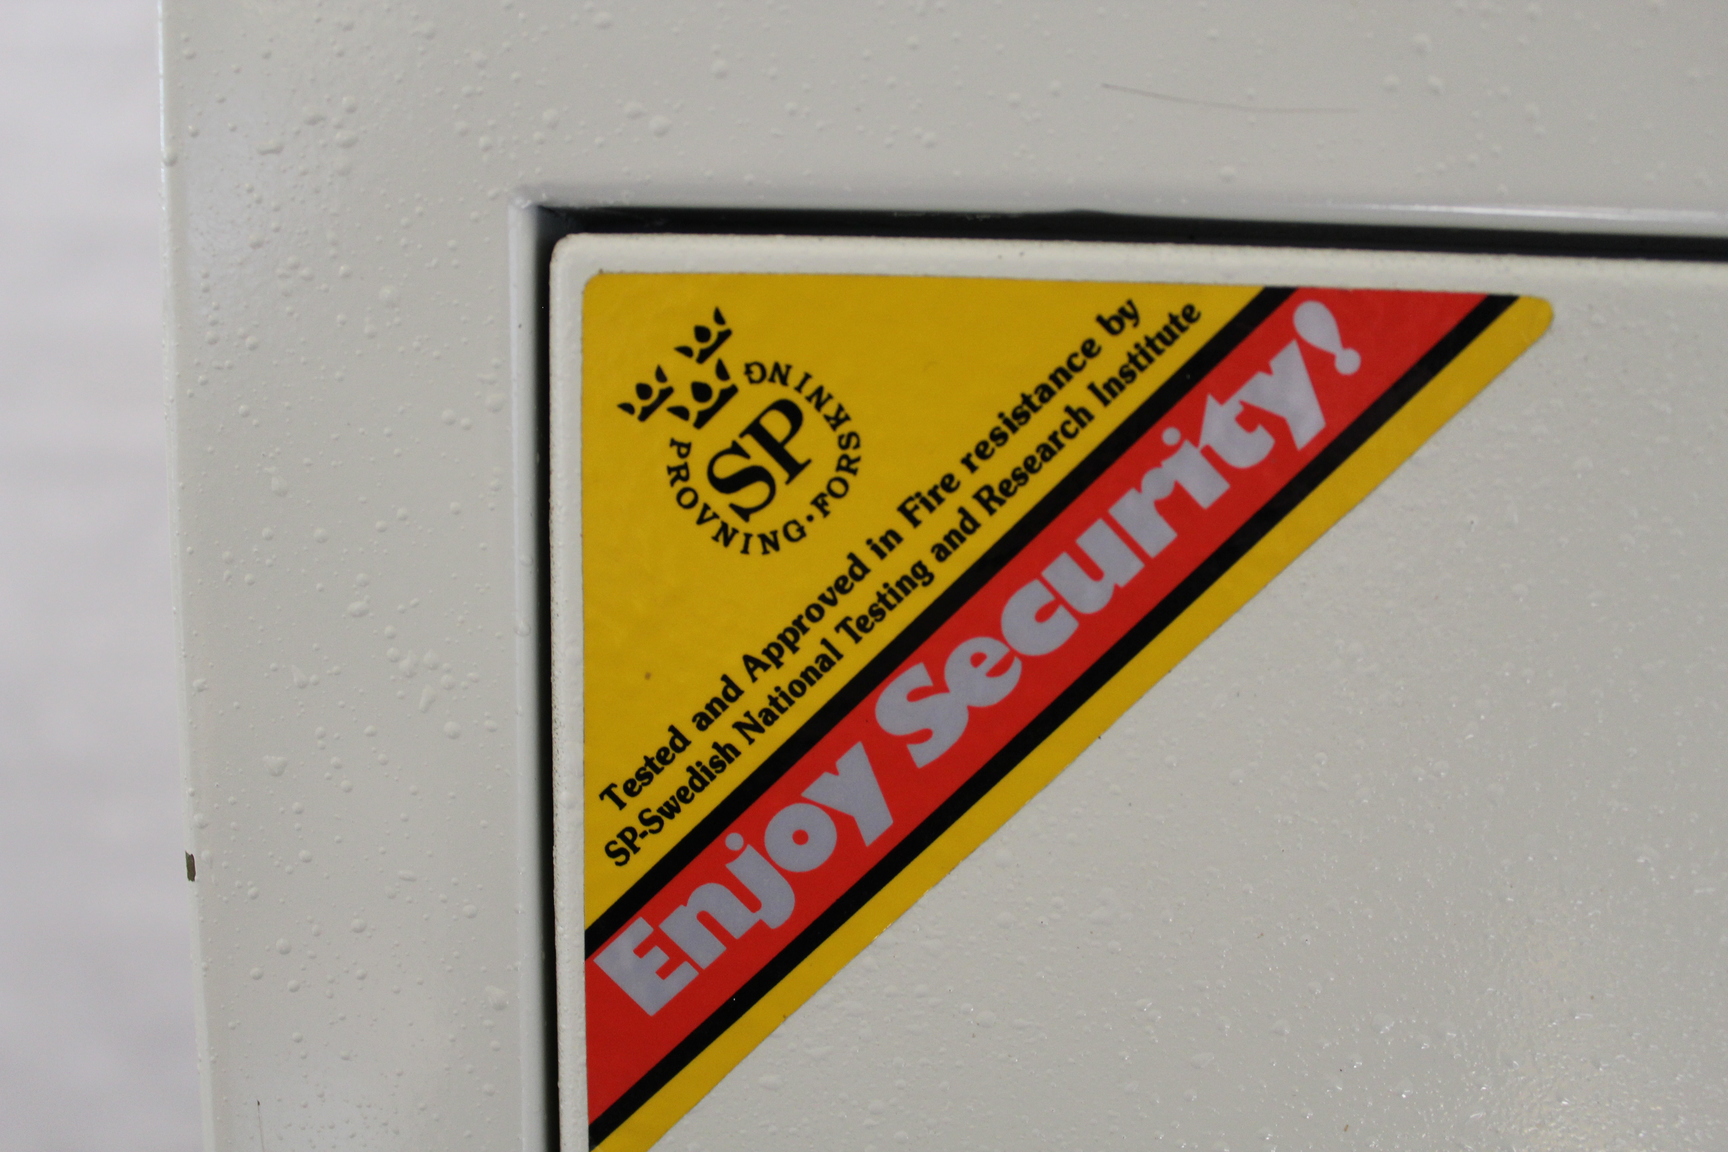 SP
PROVNING·FORSKNING
Tested and Approved in Fire resistance by
SP-Swedish National Testing and Research Institute
Enjoy Security!